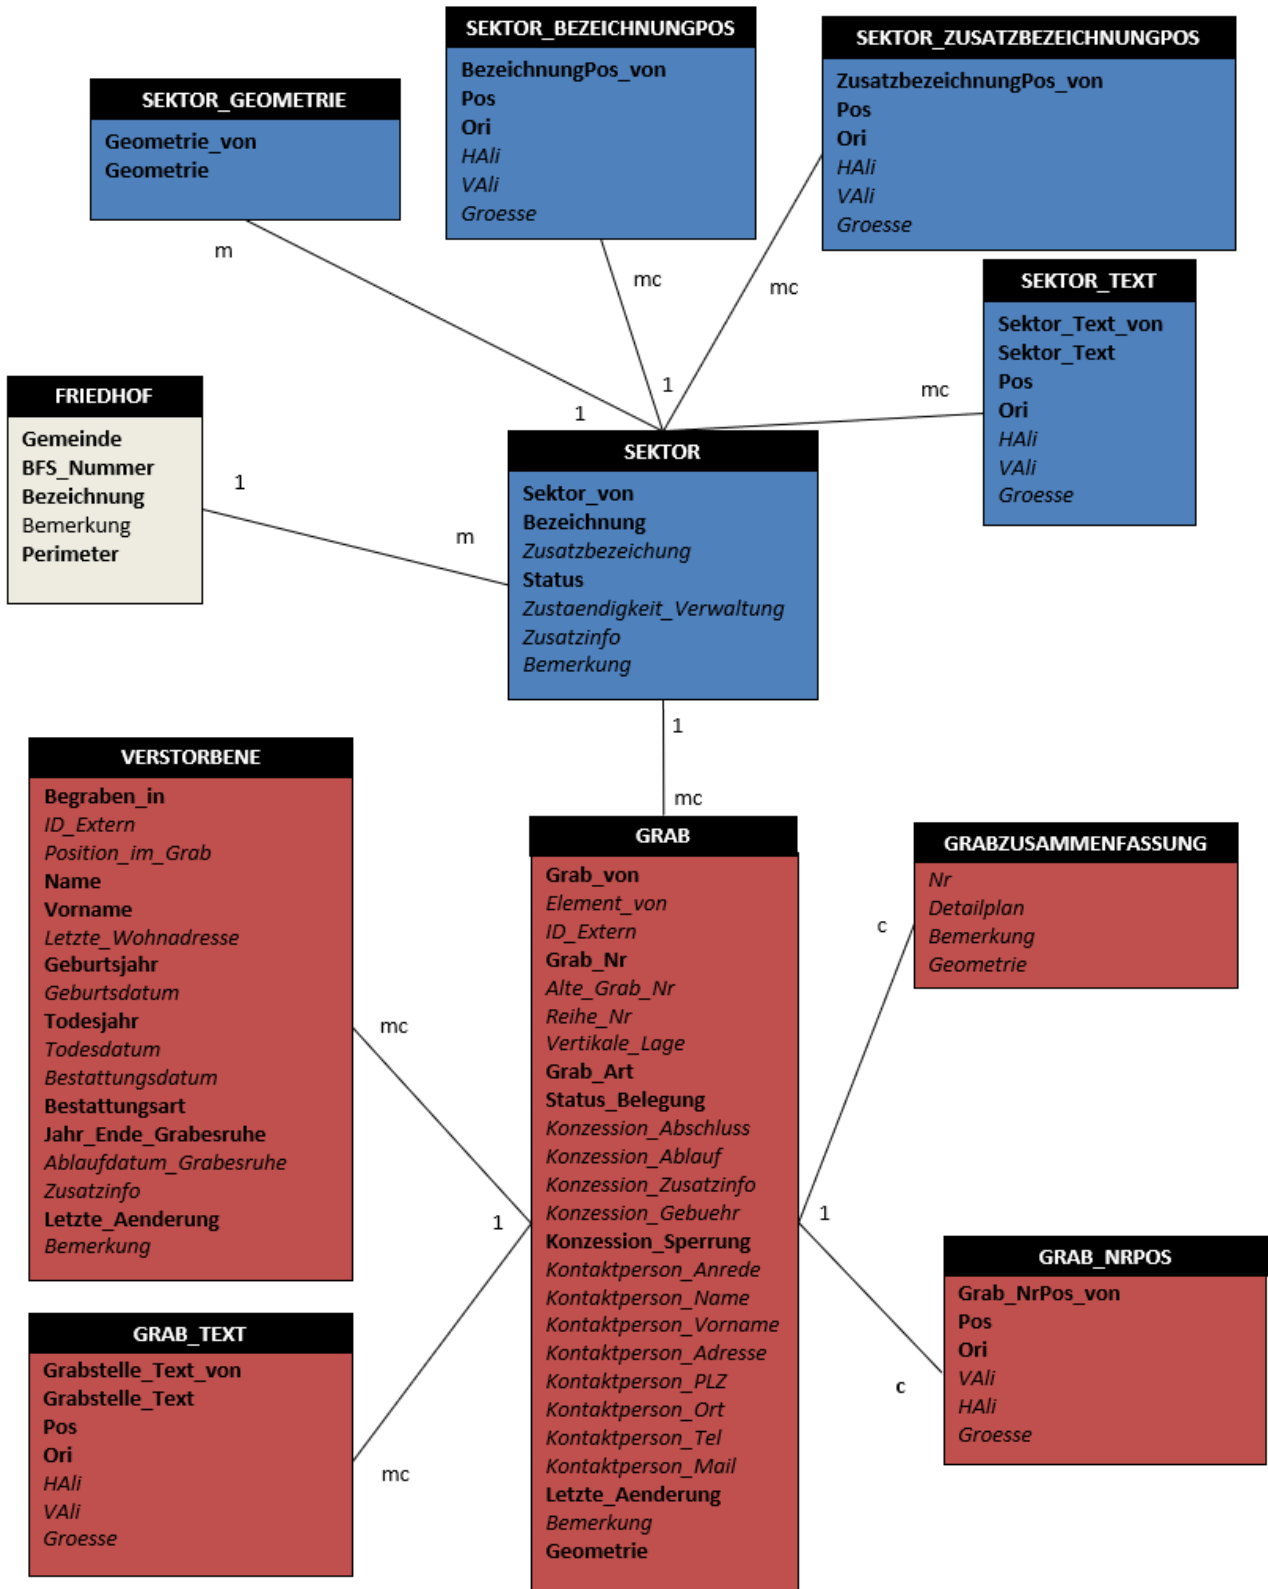 SEKTOR_GEOMETRIE
Geometrie_von
Geometrie
SEKTOR_BEZEICHNUNGPOS
BezeichnungPos_von
Pos
Ori
HAli
VAli
Groesse
SEKTOR_ZUSATZBEZEICHNUNGPOS
ZusatzbezeichnungPos_von
Pos
Ori
HAli
VAli
Groesse
m
mc
mc
SEKTOR_TEXT
Sektor_Text_von
Sektor_Text
Pos
Ori
HAli
VAli
Groesse
mc
1
1
FRIEDHOF
Gemeinde
BFS_Nummer
Bezeichnung
Bemerkung
Perimeter
1
m
SEKTOR
Sektor_von
Bezeichnung
Zusatzbezeichung
Status
Zustaendigkeit_Verwaltung
Zusatzinfo
Bemerkung
1
mc
VERSTORBENE
Begraben_in
ID_Extern
Position_im_Grab
Name
Vorname
Letzte_Wohnadresse
Geburtsjahr
Geburtsdatum
Todesjahr
Todesdatum
Bestattungsdatum
Bestattungsart
Jahr_Ende_Grabesruhe
Ablaufdatum_Grabesruhe
Zusatzinfo
Letzte_Aenderung
Bemerkung
mc
1
GRAB_TEXT
Grabstelle_Text_von
Grabstelle_Text
Pos
Ori
HAli
VAli
Groesse
mc
GRAB
Grab_von
Element_von
ID_Extern
Grab_Nr
Alte_Grab_Nr
Reihe_Nr
Vertikale_Lage
Grab_Art
Status_Belegung
Konzession_Abschluss
Konzession_Ablauf
Konzession_Zusatzinfo
Konzession_Gebuehr
Konzession_Sperrung
Kontaktperson_Anrede
Kontaktperson_Name
Kontaktperson_Vorname
Kontaktperson_Adresse
Kontaktperson_PLZ
Kontaktperson_Ort
Kontaktperson_Tel
Kontaktperson_Mail
Letzte_Aenderung
Bemerkung
Geometrie
GRABZUSAMMENFASSUNG
Nr
Detailplan
Bemerkung
Geometrie
c
1
GRAB_NRPOS
Grab_NrPos_von
Pos
Ori
VAli
HAli
Groesse
c